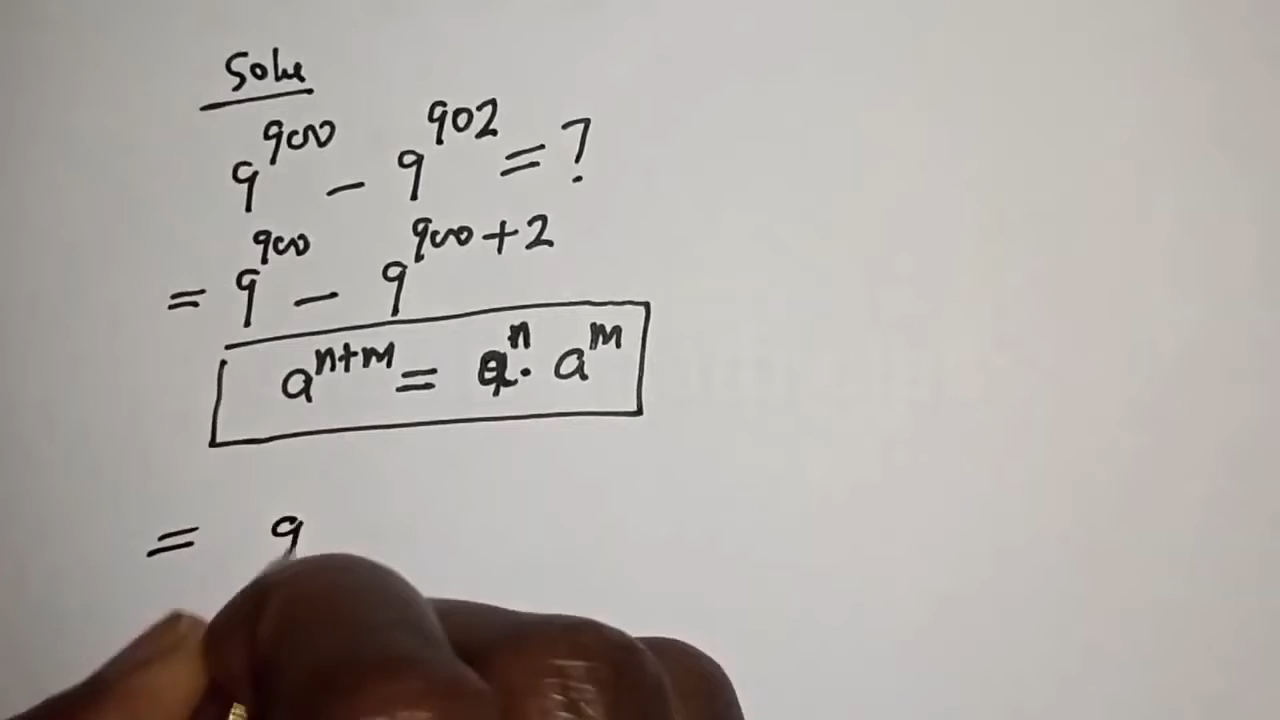 Solve
9^900 - 9^902 = ?
= 9^900 - 9^900+2
a^n+m = a^n · a^m
= 9